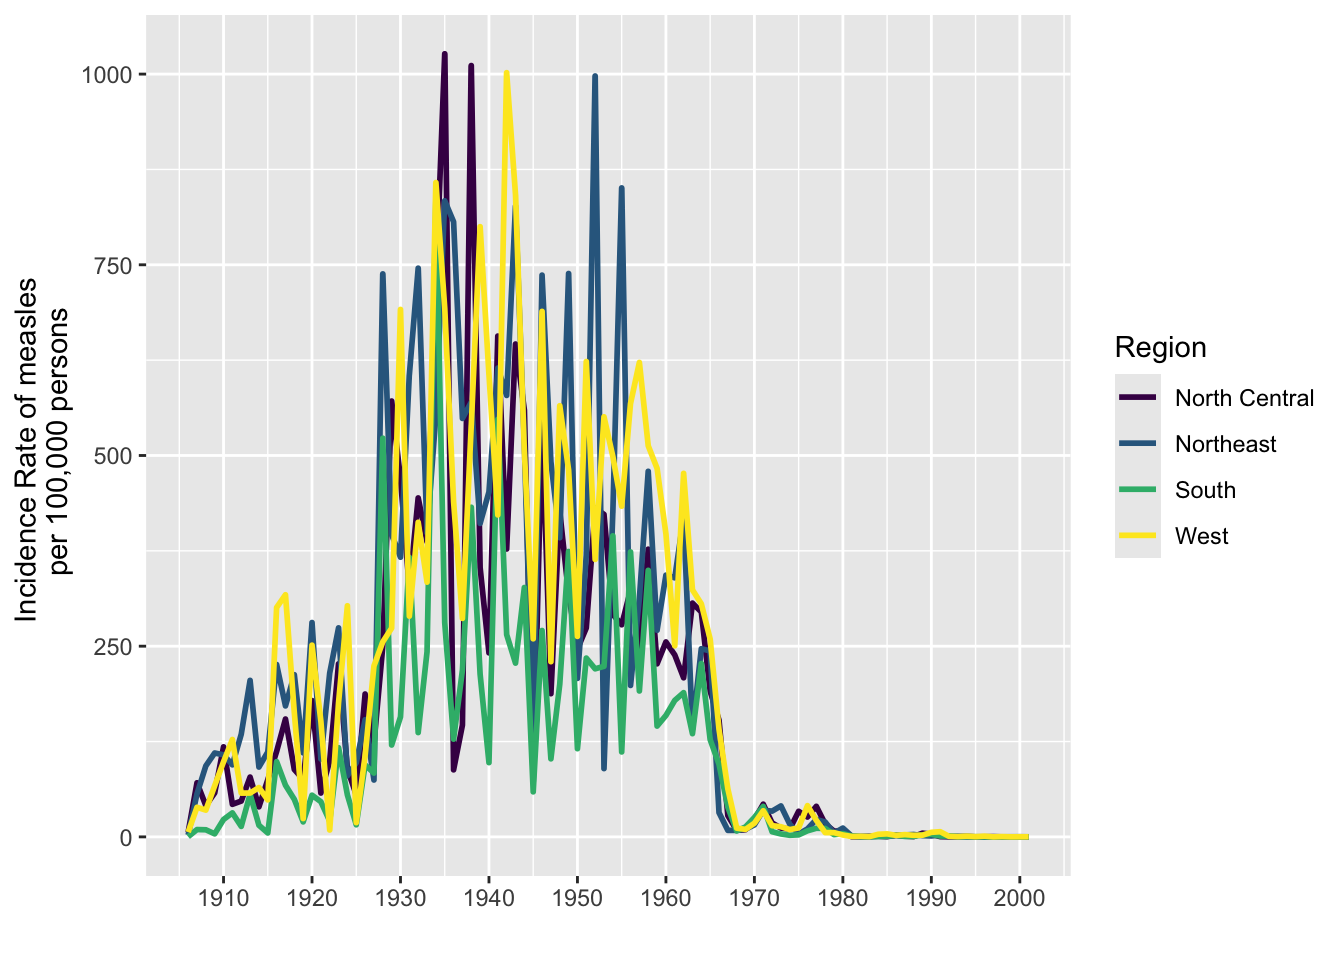 Incidence Rate of measles
per 100,000 persons
1000
750
500
250
0
1910 1920 1930 1940 1950 1960 1970 1980 1990 2000
Region
North Central
Northeast
South
West